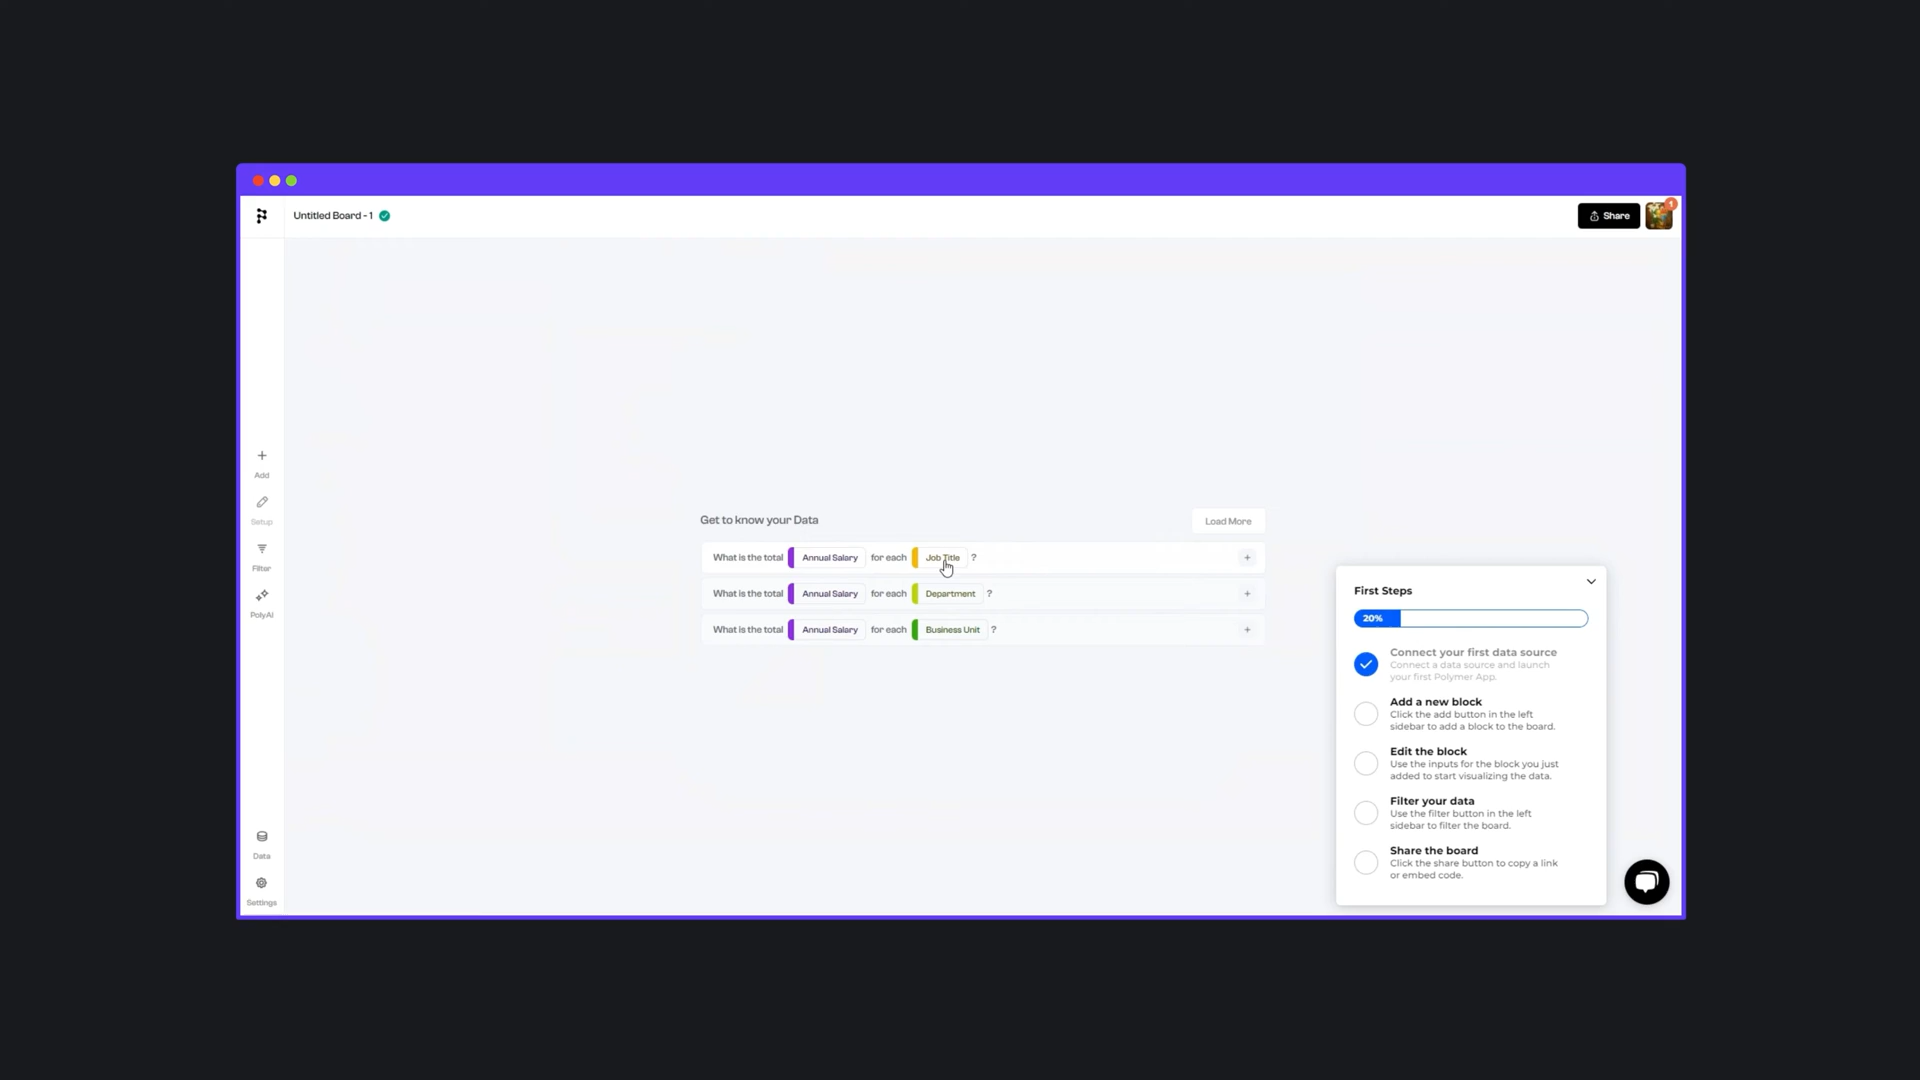 Untitled Board - 1
Share
1
Add
Setup
Filter
PolyAI
Data
Settings
Get to know your Data
Load More
What is the total Annual Salary for each Job Title ?
What is the total Annual Salary for each Department ?
What is the total Annual Salary for each Business Unit ?
First Steps
20%
Connect your first data source
Connect a data source and launch
your first Polymer App.
Add a new block
Click the add button in the left
sidebar to add a block to the board.
Edit the block
Use the inputs for the block you just
added to start visualizing the data.
Filter your data
Use the filter button in the left
sidebar to filter the board.
Share the board
Click the share button to copy a link
or embed code.